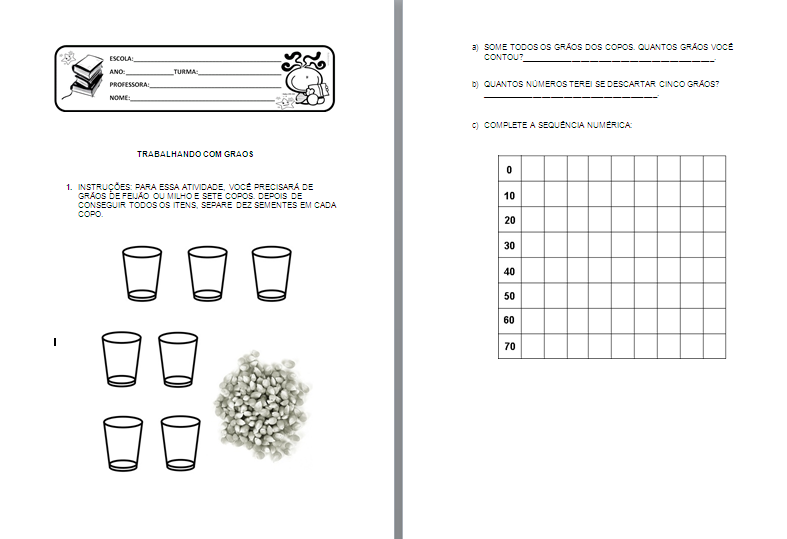 ESCOLA:
ANO: TURMA:
PROFESSORA:
NOME:
TRABALHANDO COM GRAOS
1. INSTRUÇÕES: PARA ESSA ATIVIDADE, VOCÊ PRECISARÁ DE
GRÃOS DE FEIJÃO OU MILHO E SETE COPOS. DEPOIS DE
CONSEGUIR TODOS OS ITENS, SEPARE DEZ SEMENTES EM CADA
COPO.
a) SOME TODOS OS GRÃOS DOS COPOS. QUANTOS GRÃOS VOCÊ
CONTOU?____.
b) QUANTOS NÚMEROS TEREI SE DESCARTAR CINCO GRÃOS?
____.
c) COMPLETE A SEQUÊNCIA NUMÉRICA:
0
10
20
30
40
50
60
70